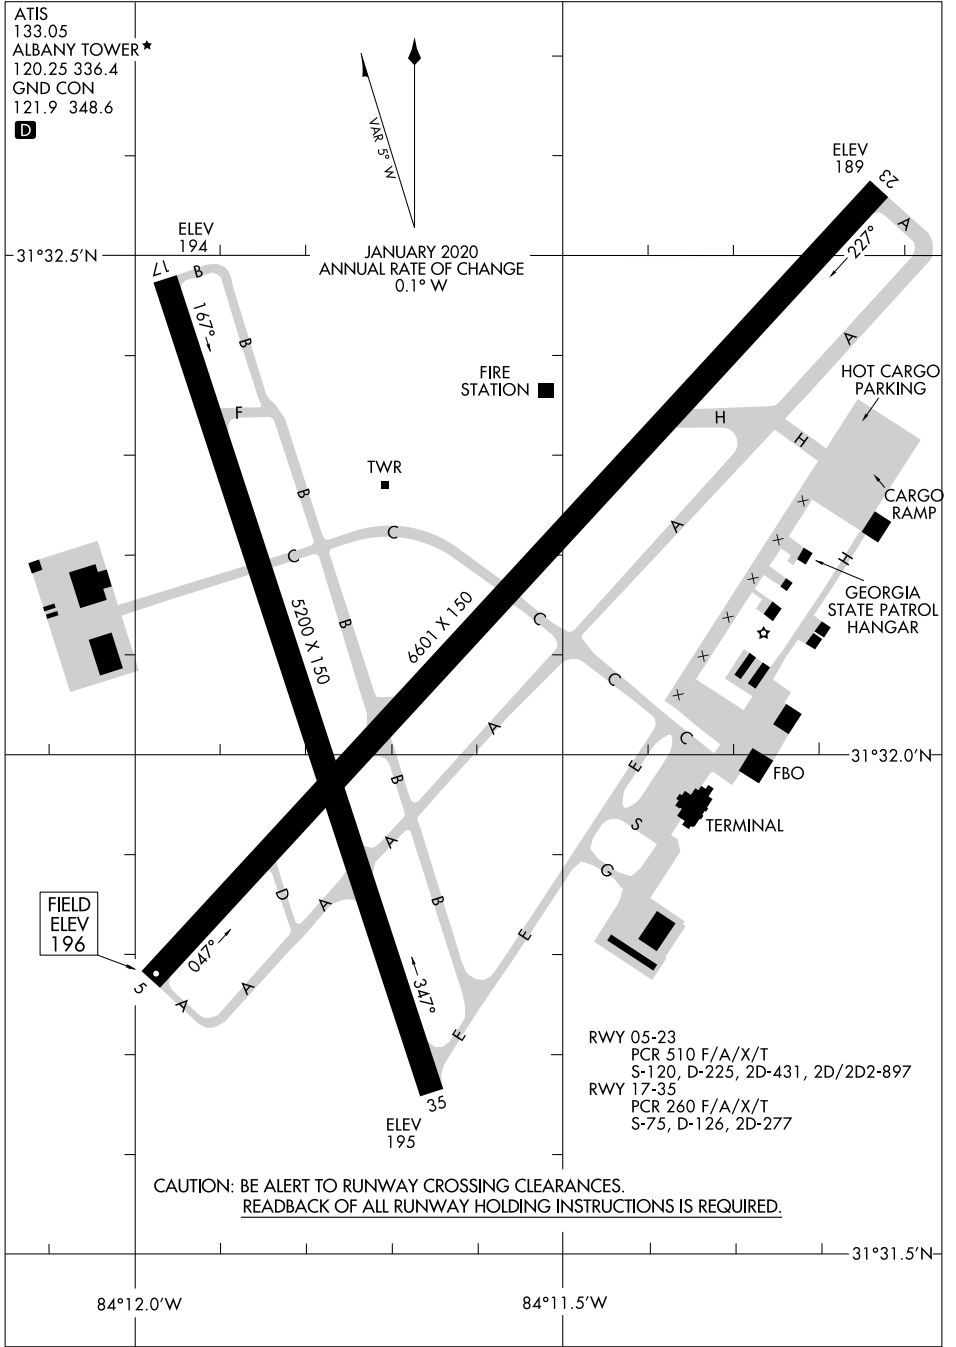 ATIS
133.05
ALBANY TOWER★
120.25 336.4
GND CON
121.9 348.6
D
VAR 5° W
JANUARY 2020
ANNUAL RATE OF CHANGE
0.1° W
ELEV
189
23
A
227°
31°32.5'N
ELEV
194
17
B
167°
B
A
FIRE
STATION
HOT CARGO
PARKING
F
H
H
TWR
B
CARGO
RAMP
X
A
C
C
X
H
X
GEORGIA
STATE PATROL
HANGAR
5200 X 150
6601 X 150
B
C
X
X
C
X
A
C
31°32.0'N
E
B
FBO
S
TERMINAL
A
G
D
A
B
FIELD
ELEV
196
047°
E
5
A
A
347°
E
35
ELEV
195
RWY 05-23
PCR 510 F/A/X/T
S-120, D-225, 2D-431, 2D/2D2-897
RWY 17-35
PCR 260 F/A/X/T
S-75, D-126, 2D-277
CAUTION: BE ALERT TO RUNWAY CROSSING CLEARANCES.
READBACK OF ALL RUNWAY HOLDING INSTRUCTIONS IS REQUIRED.
31°31.5'N
84°12.0'W
84°11.5'W